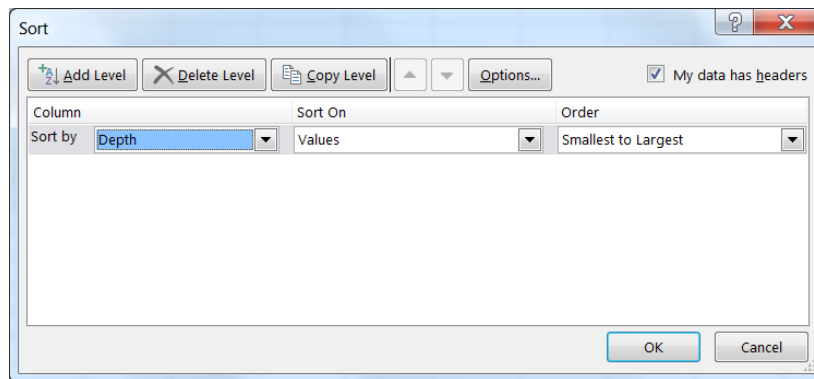 Sort
?
X
Add Level Delete Level Copy Level Options... My data has headers
Column Sort On Order
Sort by Depth Values Smallest to Largest
OK Cancel